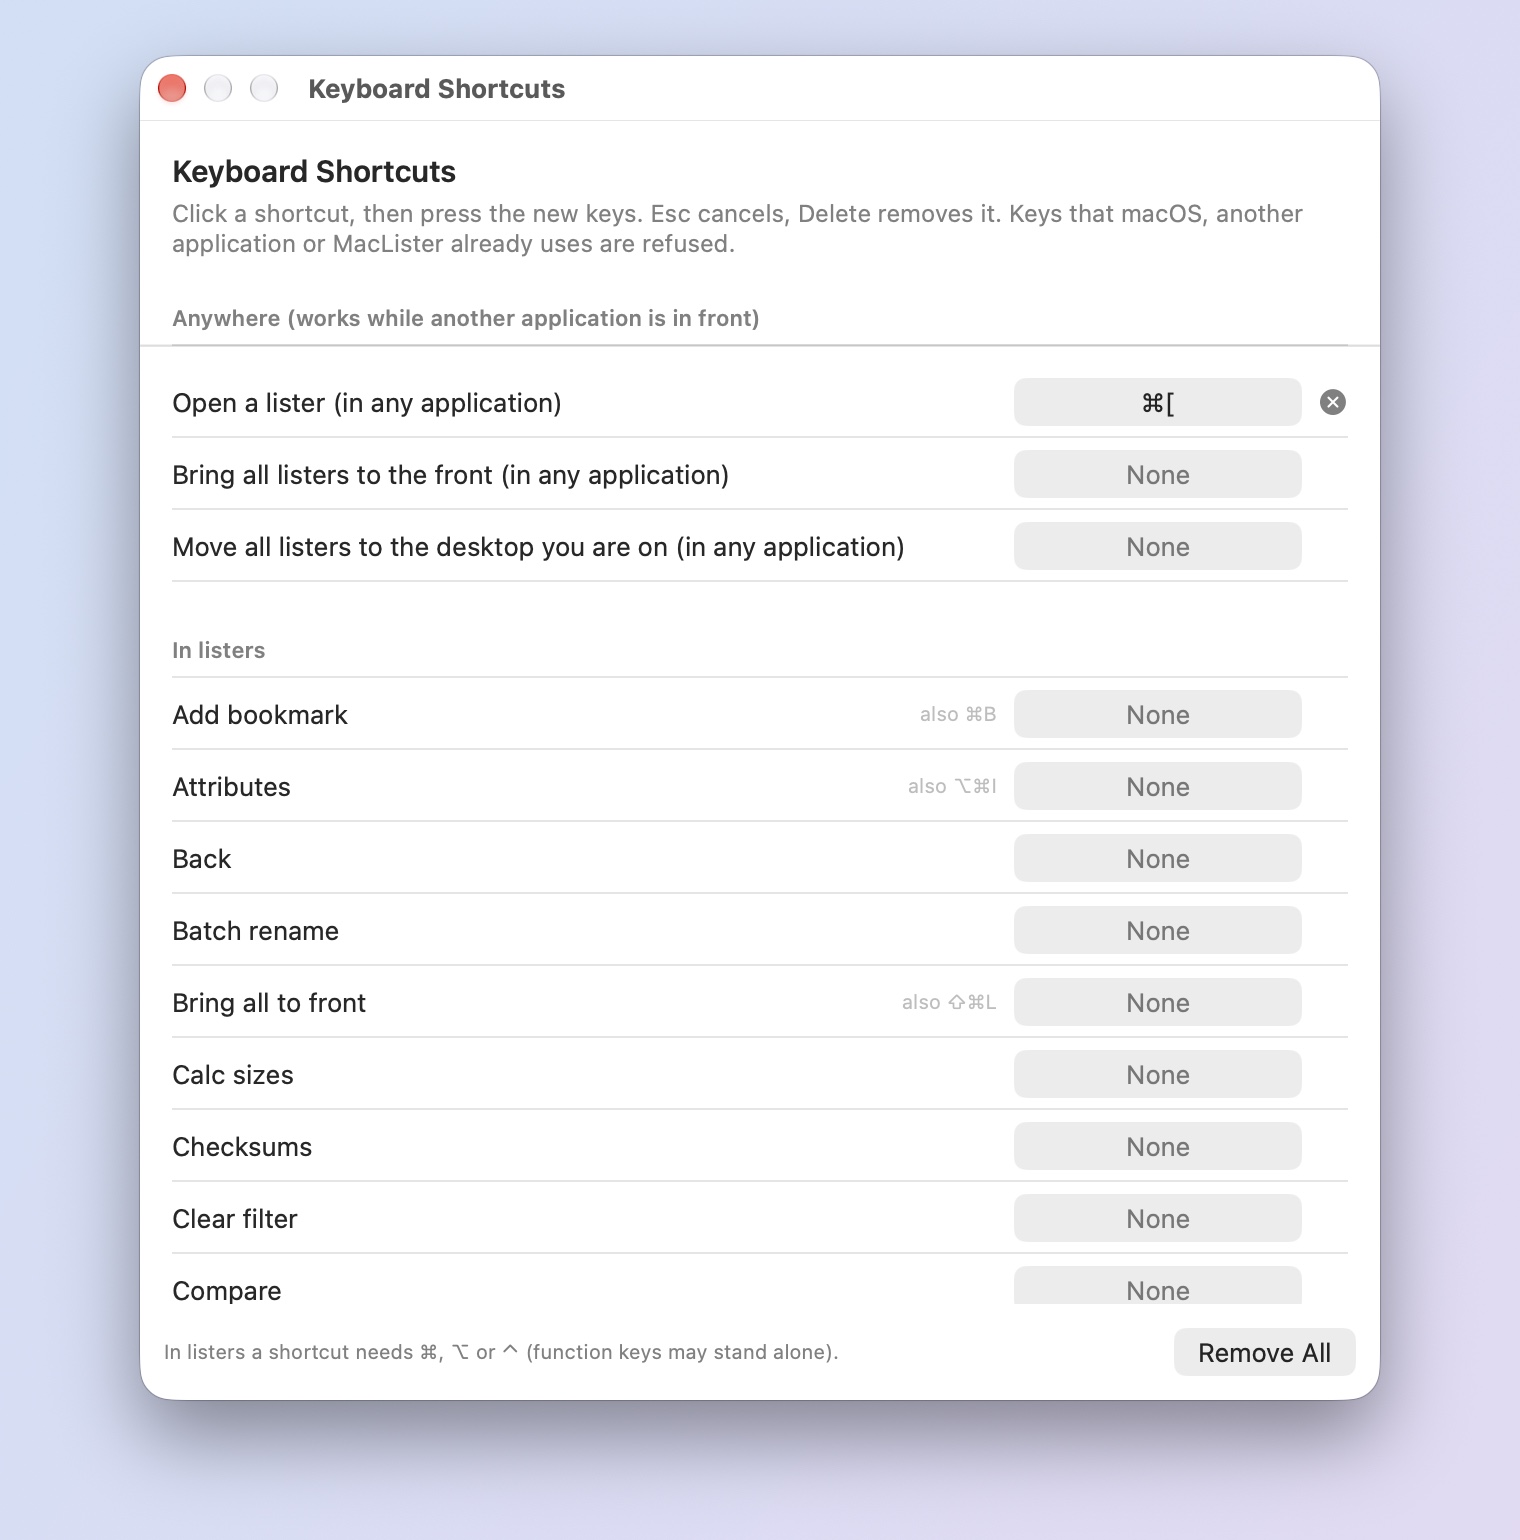 Keyboard Shortcuts
Keyboard Shortcuts
Click a shortcut, then press the new keys. Esc cancels, Delete removes it. Keys that macOS, another
application or MacLister already uses are refused.
Anywhere (works while another application is in front)
Open a lister (in any application) ⌘[
Bring all listers to the front (in any application) None
Move all listers to the desktop you are on (in any application) None
In listers
Add bookmark also ⌘B None
Attributes also ⌥⌘I None
Back None
Batch rename None
Bring all to front also ⇧⌘L None
Calc sizes None
Checksums None
Clear filter None
Compare None
In listers a shortcut needs ⌘, ⌥ or ^ (function keys may stand alone). Remove All